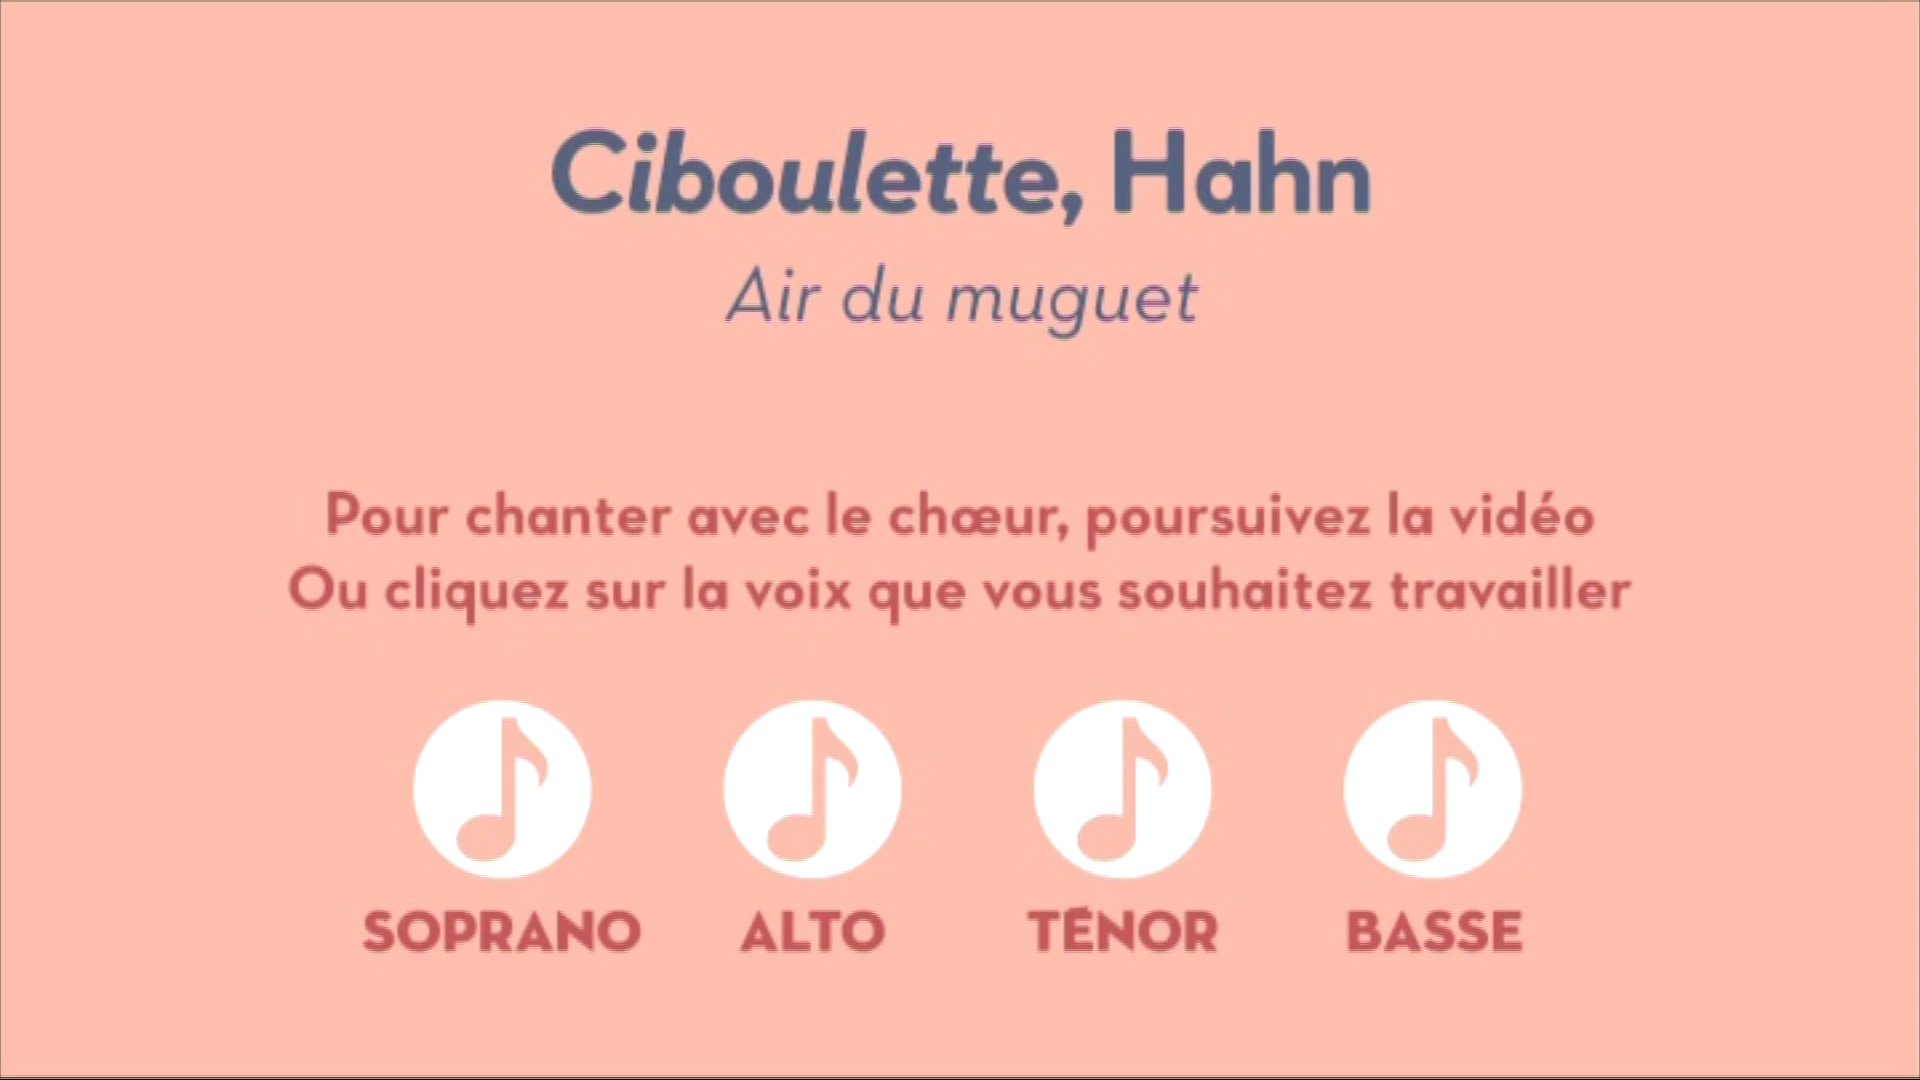 Ciboulette, Hahn
Air du muguet
Pour chanter avec le chœur, poursuivez la vidéo
Ou cliquez sur la voix que vous souhaitez travailler
SOPRANO ALTO TÉNOR BASSE